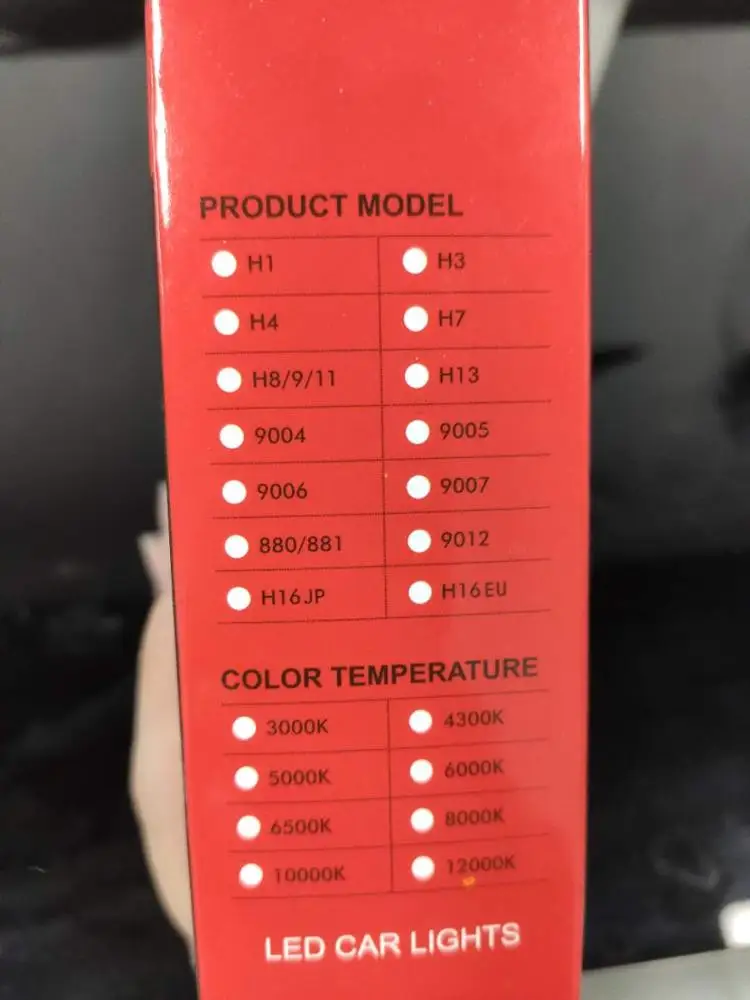 PRODUCT MODEL
H1 H3
H4 H7
H8/9/11 H13
9004 9005
9006 9007
880/881 9012
H16JP H16EU
COLOR TEMPERATURE
3000K 4300K
5000K 6000K
6500K 8000K
10000K 12000K
LED CAR LIGHTS